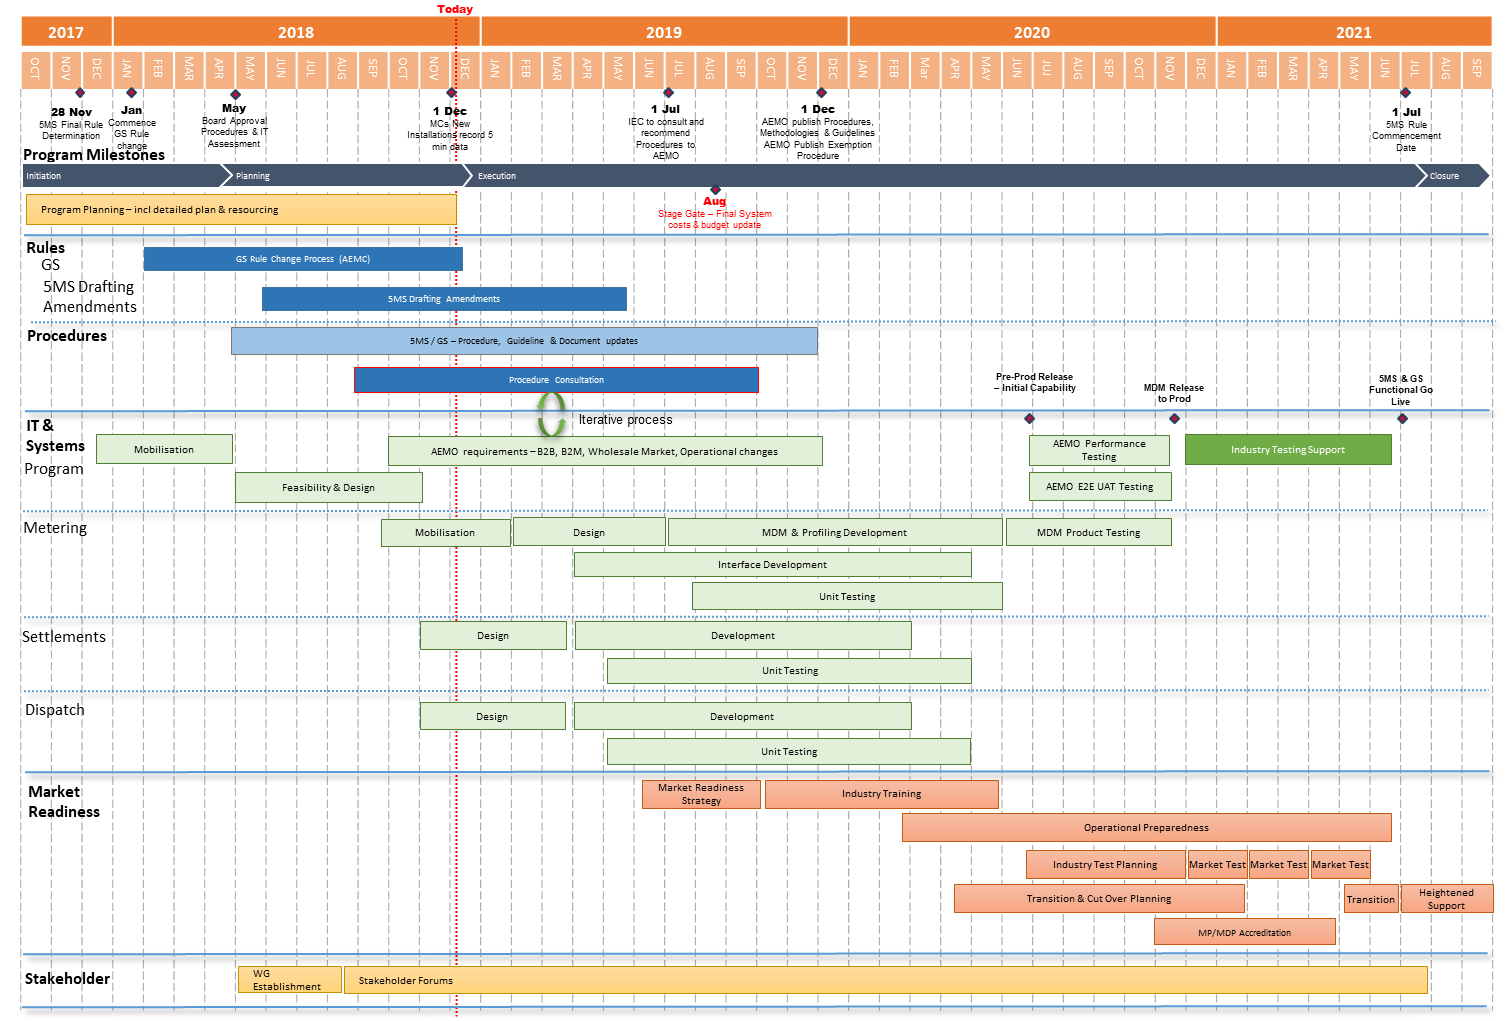 Today
2017 2018 2019 2020 2021
OCT NOV DEC JAN FEB MAR APR MAY JUN JUL AUG SEP OCT NOV DEC JAN FEB MAR APR MAY JUN JUL AUG SEP OCT NOV DEC JAN FEB Mar APR MAY JUN JUl AUG SEP OCT NOV DEC JAN FEB MAR APR MAY JUN JUL AUG SEP
28 Nov
5MS Final Rule
Determination
Jan
Commence
GS Rule
change
May
Board Approval
Procedures & IT
Assessment
1 Dec
MCs New
Installations record 5
min data
1 Jul
IEC to consult and
recommend
Procedures to
AEMO
1 Dec
AEMO publish Procedures,
Methodologies & Guidelines
AEMO Publish Exemption
Procedure
1 Jul
5MS Rule
Commencement
Date
Program Milestones
Initiation Planning Execution Closure
Program Planning – incl detailed plan & resourcing
Aug
Stage Gate – Final System
costs & budget update
Rules
GS
GS Rule Change Process (AEMC)
5MS Drafting
Amendments
5MS Drafting Amendments
Procedures
5MS / GS – Procedure, Guideline & Document updates
Procedure Consultation
Iterative process
Pre-Prod Release
– Initial Capability
MDM Release
to Prod
5MS & GS
Functional Go
Live
IT &
Systems
Program
Mobilisation
AEMO requirements – B2B, B2M, Wholesale Market, Operational changes
AEMO Performance
Testing
Industry Testing Support
Feasibility & Design
AEMO E2E UAT Testing
Metering
Mobilisation
Design
MDM & Profiling Development
MDM Product Testing
Interface Development
Unit Testing
Settlements
Design
Development
Unit Testing
Dispatch
Design
Development
Unit Testing
Market
Readiness
Market Readiness
Strategy
Industry Training
Operational Preparedness
Industry Test Planning
Market Test
Market Test
Market Test
Transition & Cut Over Planning
Transition
Heightened
Support
MP/MDP Accreditation
Stakeholder
WG
Establishment
Stakeholder Forums